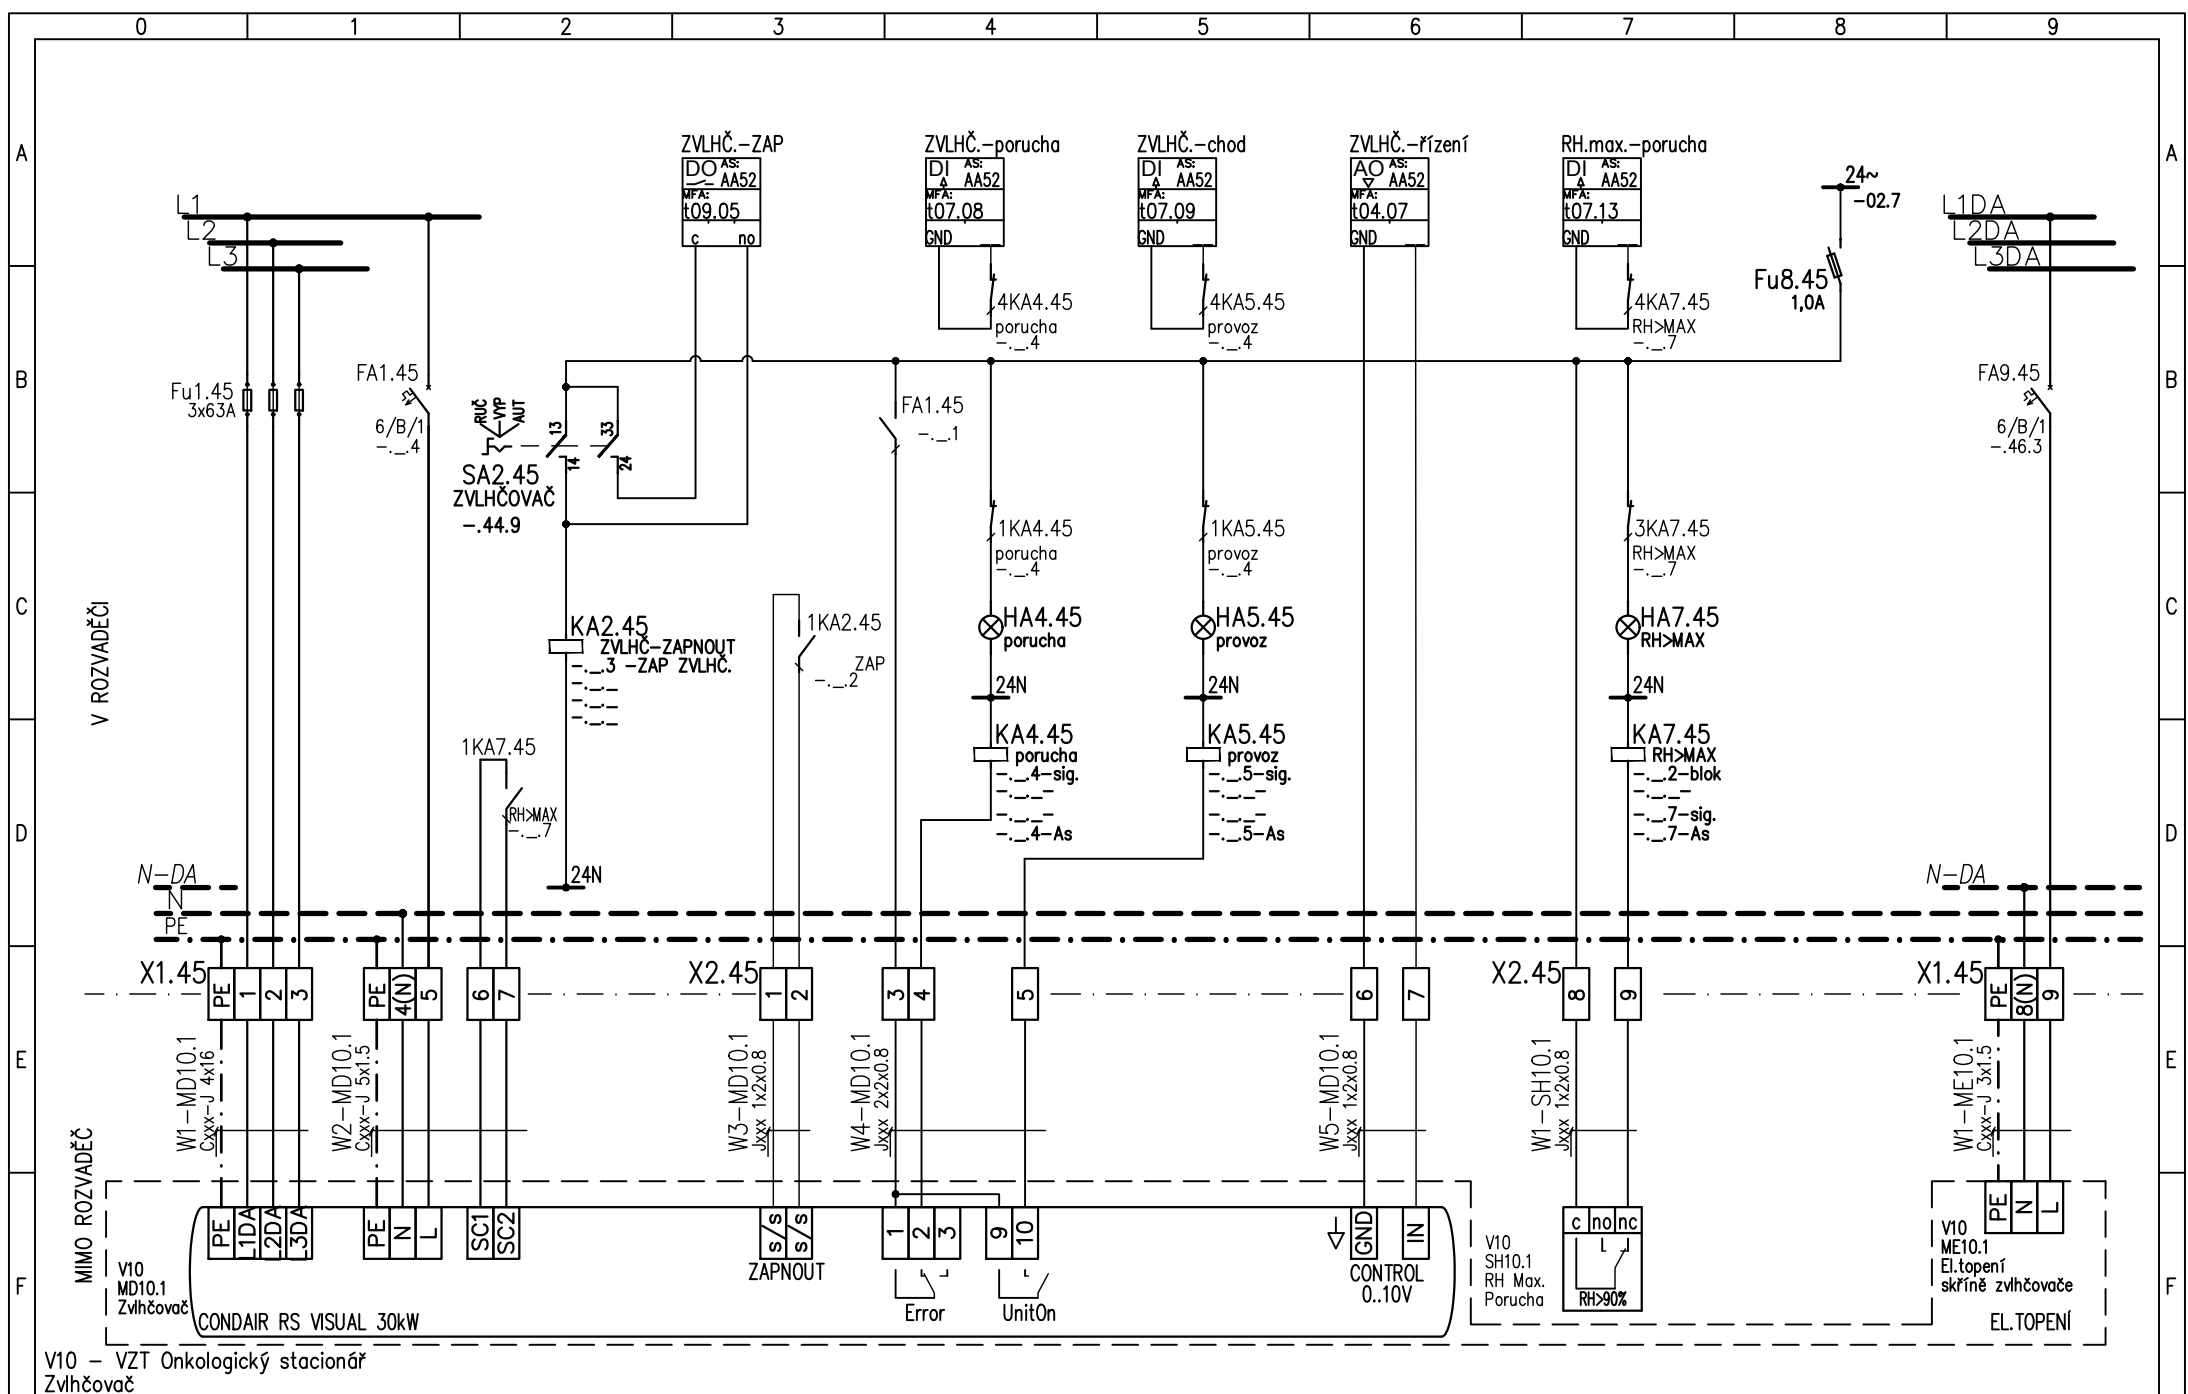 0 1 2 3 4 5 6 7 8 9
A
A
B
B
C
C
D
D
E
E
F
F
ZVLHČ.-ZAP
DO AS: AA52
MFA:
t09.05
c no
ZVLHČ.-porucha
DI AS: AA52
MFA:
t07.08
GND __
ZVLHČ.-chod
DI AS: AA52
MFA:
t07.09
GND __
ZVLHČ.-řízení
AO AS: AA52
MFA:
t04.07
GND __
RH.max.-porucha
DI AS: AA52
MFA:
t07.13
GND __
24~
-02.7
L1
L2
L3
L1DA
L2DA
L3DA
4KA4.45
porucha
-._.4
4KA5.45
provoz
-._.4
4KA7.45
RH>MAX
-._.7
Fu8.45
1,0A
Fu1.45
3x63A
FA1.45
6/B/1
-._.4
RUČ
VYP
AUT
13
14
33
24
SA2.45
ZVLHČOVAČ
-.44.9
FA1.45
-._.1
FA9.45
6/B/1
-.46.3
1KA4.45
porucha
-._.4
1KA5.45
provoz
-._.4
3KA7.45
RH>MAX
-._.7
V ROZVADĚČI
KA2.45
ZVLHČ-ZAPNOUT
-._.3 -ZAP ZVLHČ.
-._._
-._._
-._._
1KA2.45
ZAP
-._.2
HA4.45
porucha
HA5.45
provoz
HA7.45
RH>MAX
24N
24N
24N
1KA7.45
RH>MAX
-._.7
KA4.45
porucha
-._.4-sig.
-._._-
-._._-
-._.4-As
KA5.45
provoz
-._.5-sig.
-._._-
-._._-
-._.5-As
KA7.45
RH>MAX
-._.2-blok
-._._-
-._.7-sig.
-._.7-As
24N
N-DA
N
PE
N-DA
X1.45
PE 1 2 3
PE 4(N) 5
6 7
X2.45
1 2
3 4
5
6 7
X2.45
8 9
X1.45
PE 8(N) 9
MIMO ROZVADĚČ
W1-MD10.1
Cxxx-J 4x16
W2-MD10.1
Cxxx-J 5x1.5
W3-MD10.1
Jxxx 1x2x0.8
W4-MD10.1
Jxxx 2x2x0.8
W5-MD10.1
Jxxx 1x2x0.8
W1-SH10.1
Jxxx 1x2x0.8
W1-ME10.1
Cxxx-J 3x1.5
PE L1DA L2DA L3DA
PE N L
SC1 SC2
s/s s/s
ZAPNOUT
1 2 3
Error
9 10
UnitOn
GND IN
CONTROL
0..10V
c no nc
RH>90%
PE N L
V10
MD10.1
Zvlhčovač
CONDAIR RS VISUAL 30kW
V10
SH10.1
RH Max.
Porucha
V10
ME10.1
El.topení
skříně zvlhčovače
EL.TOPENÍ
V10 - VZT Onkologický stacionář
Zvlhčovač